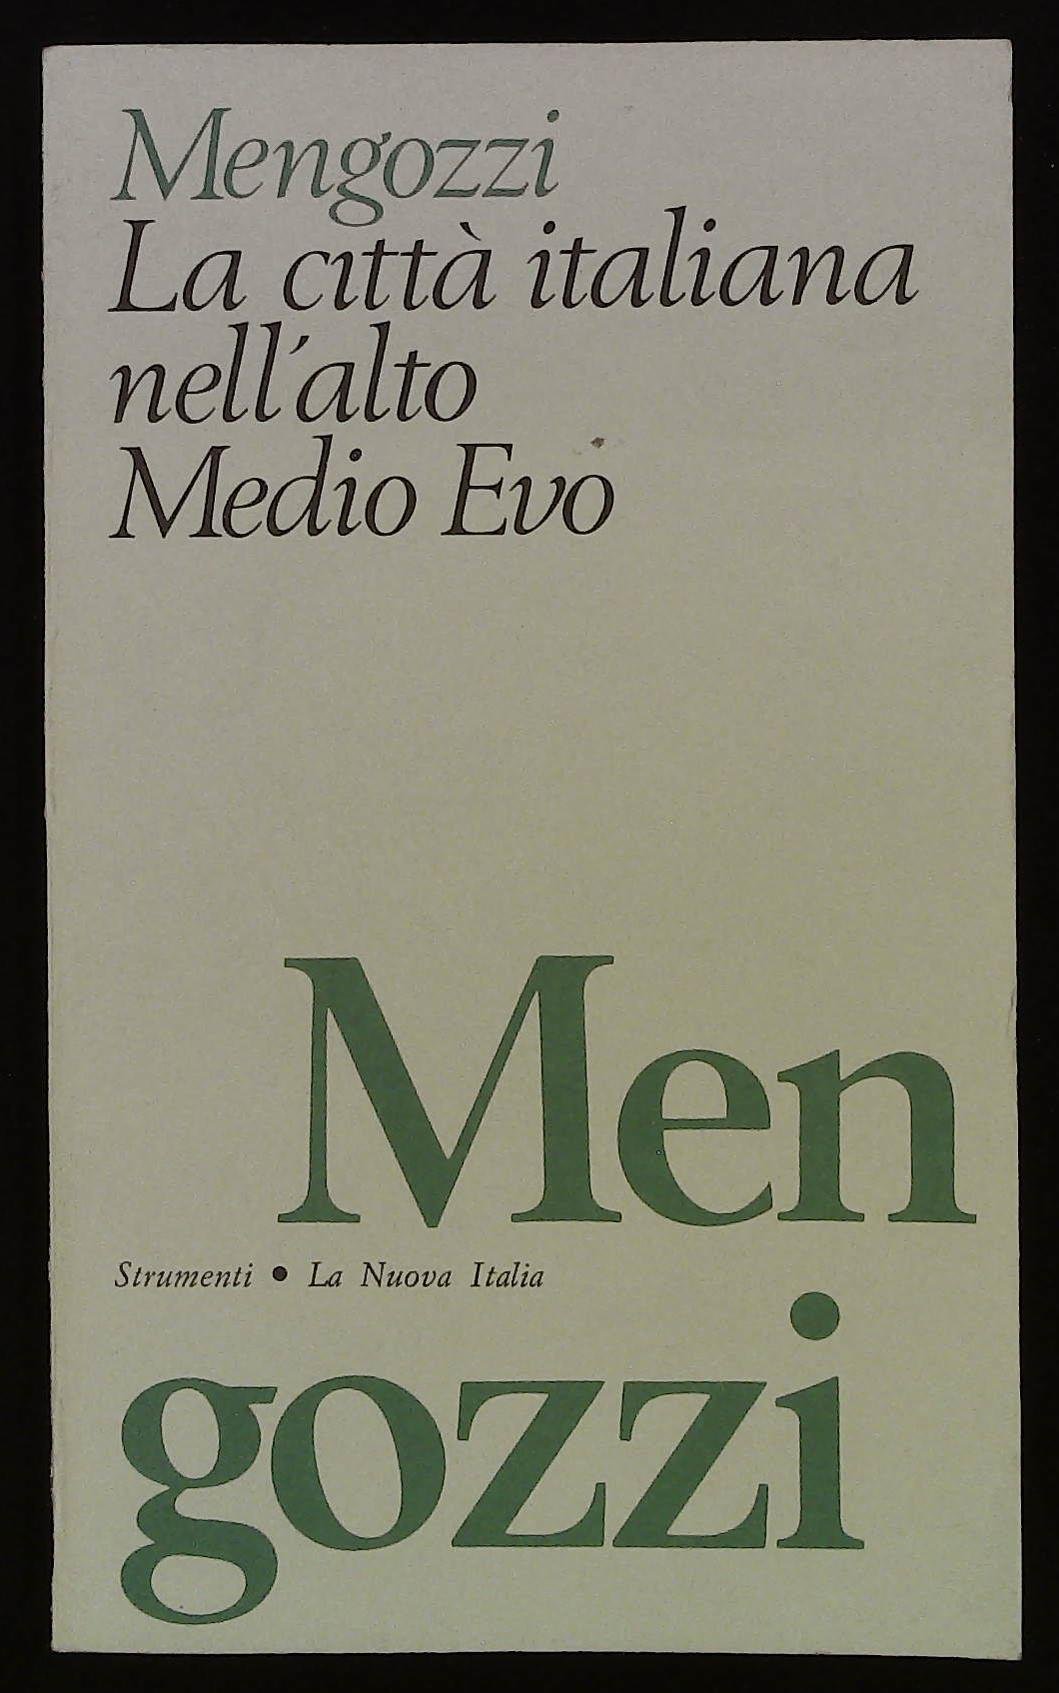 Mengozzi
La città italiana
nell'alto
Medio Evo
Men
Strumenti • La Nuova Italia
gozzi